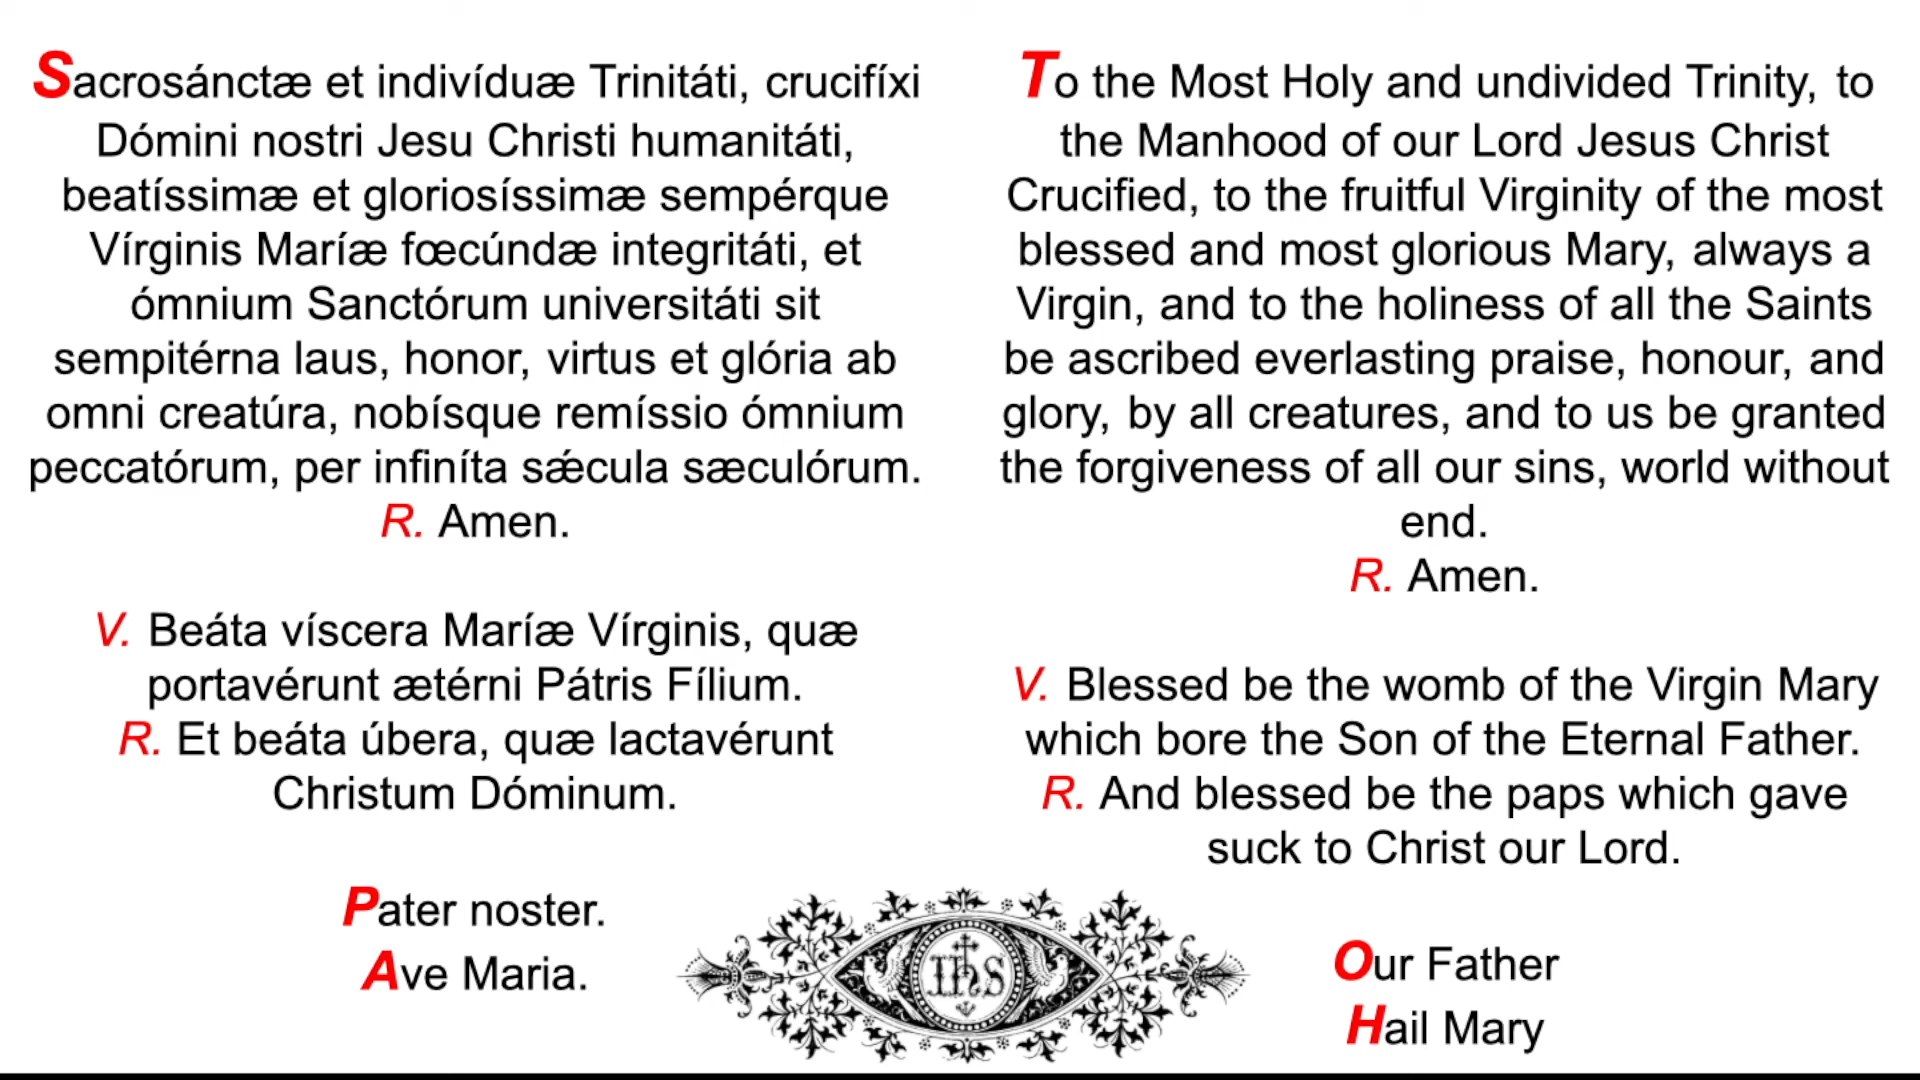 Sacrosánctæ et indivíduæ Trinitáti, crucifíxi
Dómini nostri Jesu Christi humanitáti,
beatíssimæ et gloriosíssimæ sempérque
Vírginis Maríæ fœcúndæ integritáti, et
ómnium Sanctórum universitáti sit
sempitérna laus, honor, virtus et glória ab
omni creatúra, nobísque remíssio ómnium
peccatórum, per infiníta sǽcula sæculórum.
R. Amen.
V. Beáta víscera Maríæ Vírginis, quæ
portavérunt ætérni Pátris Fílium.
R. Et beáta úbera, quæ lactavérunt
Christum Dóminum.
Pater noster.
Ave Maria.
To the Most Holy and undivided Trinity, to
the Manhood of our Lord Jesus Christ
Crucified, to the fruitful Virginity of the most
blessed and most glorious Mary, always a
Virgin, and to the holiness of all the Saints
be ascribed everlasting praise, honour, and
glory, by all creatures, and to us be granted
the forgiveness of all our sins, world without
end.
R. Amen.
V. Blessed be the womb of the Virgin Mary
which bore the Son of the Eternal Father.
R. And blessed be the paps which gave
suck to Christ our Lord.
Our Father
Hail Mary
IHS